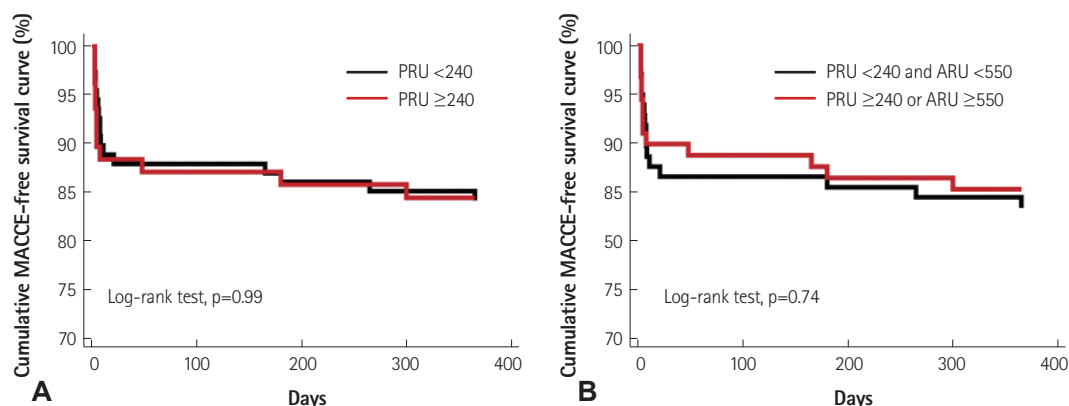 Cumulative MACCE-free survival curve (%)
100
95
90
85
80
75
70
PRU <240
PRU ≥240
Log-rank test, p=0.99
0 100 200 300 400
Days
A
Cumulative MACCE-free survival curve (%)
100
95
90
85
50
75
70
PRU <240 and ARU <550
PRU ≥240 or ARU ≥550
Log-rank test, p=0.74
0 100 200 300 400
Days
B